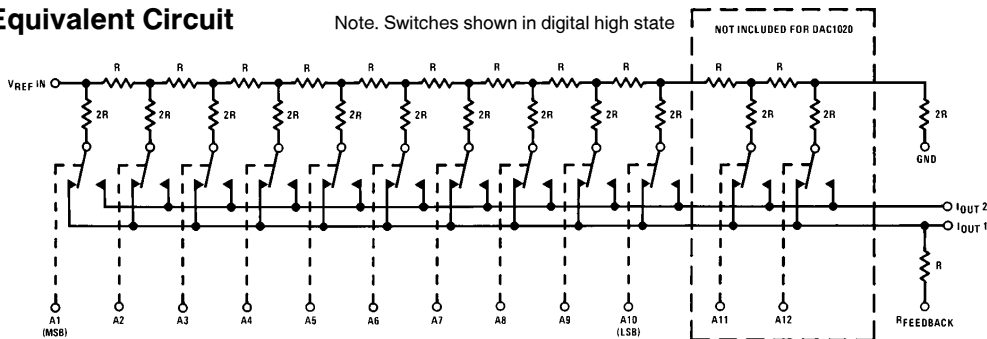 Equivalent Circuit
Note. Switches shown in digital high state
NOT INCLUDED FOR DAC1020
R R R R R R R R R R R
VREF IN
2R 2R 2R 2R 2R 2R 2R 2R 2R 2R 2R 2R 2R
GND
IOUT 2
IOUT 1
R
A1 A2 A3 A4 A5 A6 A7 A8 A9 A10 A11 A12 RFEEDBACK
(MSB) (LSB)